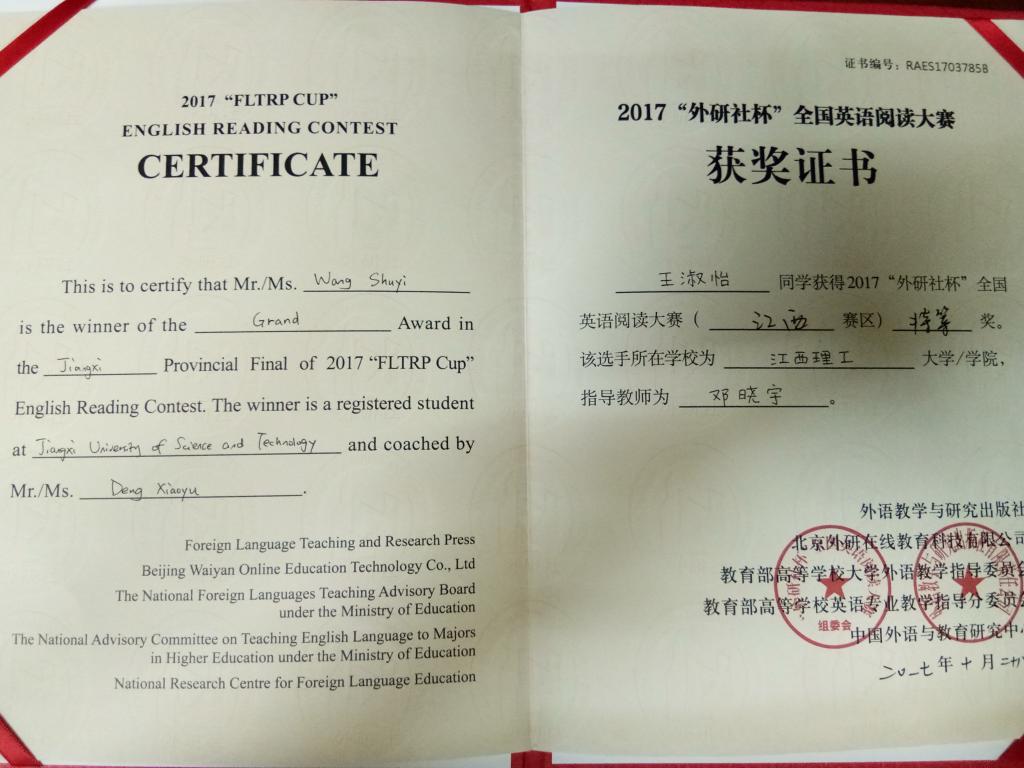 2017 “FLTRP CUP”
ENGLISH READING CONTEST
CERTIFICATE
This is to certify that Mr./Ms. Wang Shuyi
is the winner of the Grand Award in
the Jiangxi Provincial Final of 2017 “FLTRP Cup”
English Reading Contest. The winner is a registered student
at Jiangxi University of Science and Technology and coached by
Mr./Ms. Deng Xiaoyu.
Foreign Language Teaching and Research Press
Beijing Waiyan Online Education Technology Co., Ltd
The National Foreign Languages Teaching Advisory Board
under the Ministry of Education
The National Advisory Committee on Teaching English Language to Majors
in Higher Education under the Ministry of Education
National Research Centre for Foreign Language Education
证书编号：RAES1703785B
2017“外研社杯”全国英语阅读大赛
获奖证书
王淑怡 同学获得2017“外研社杯”全国
英语阅读大赛（江西 赛区）特等 奖。
该选手所在学校为 江西理工 大学/学院，
指导教师为 邓晓宇。
外语教学与研究出版社
北京外研在线教育科技有限公司
教育部高等学校大学外语教学指导委员会
教育部高等学校英语专业教学指导分委员会
中国外语与教育研究中心
组委会
二〇一七年十月